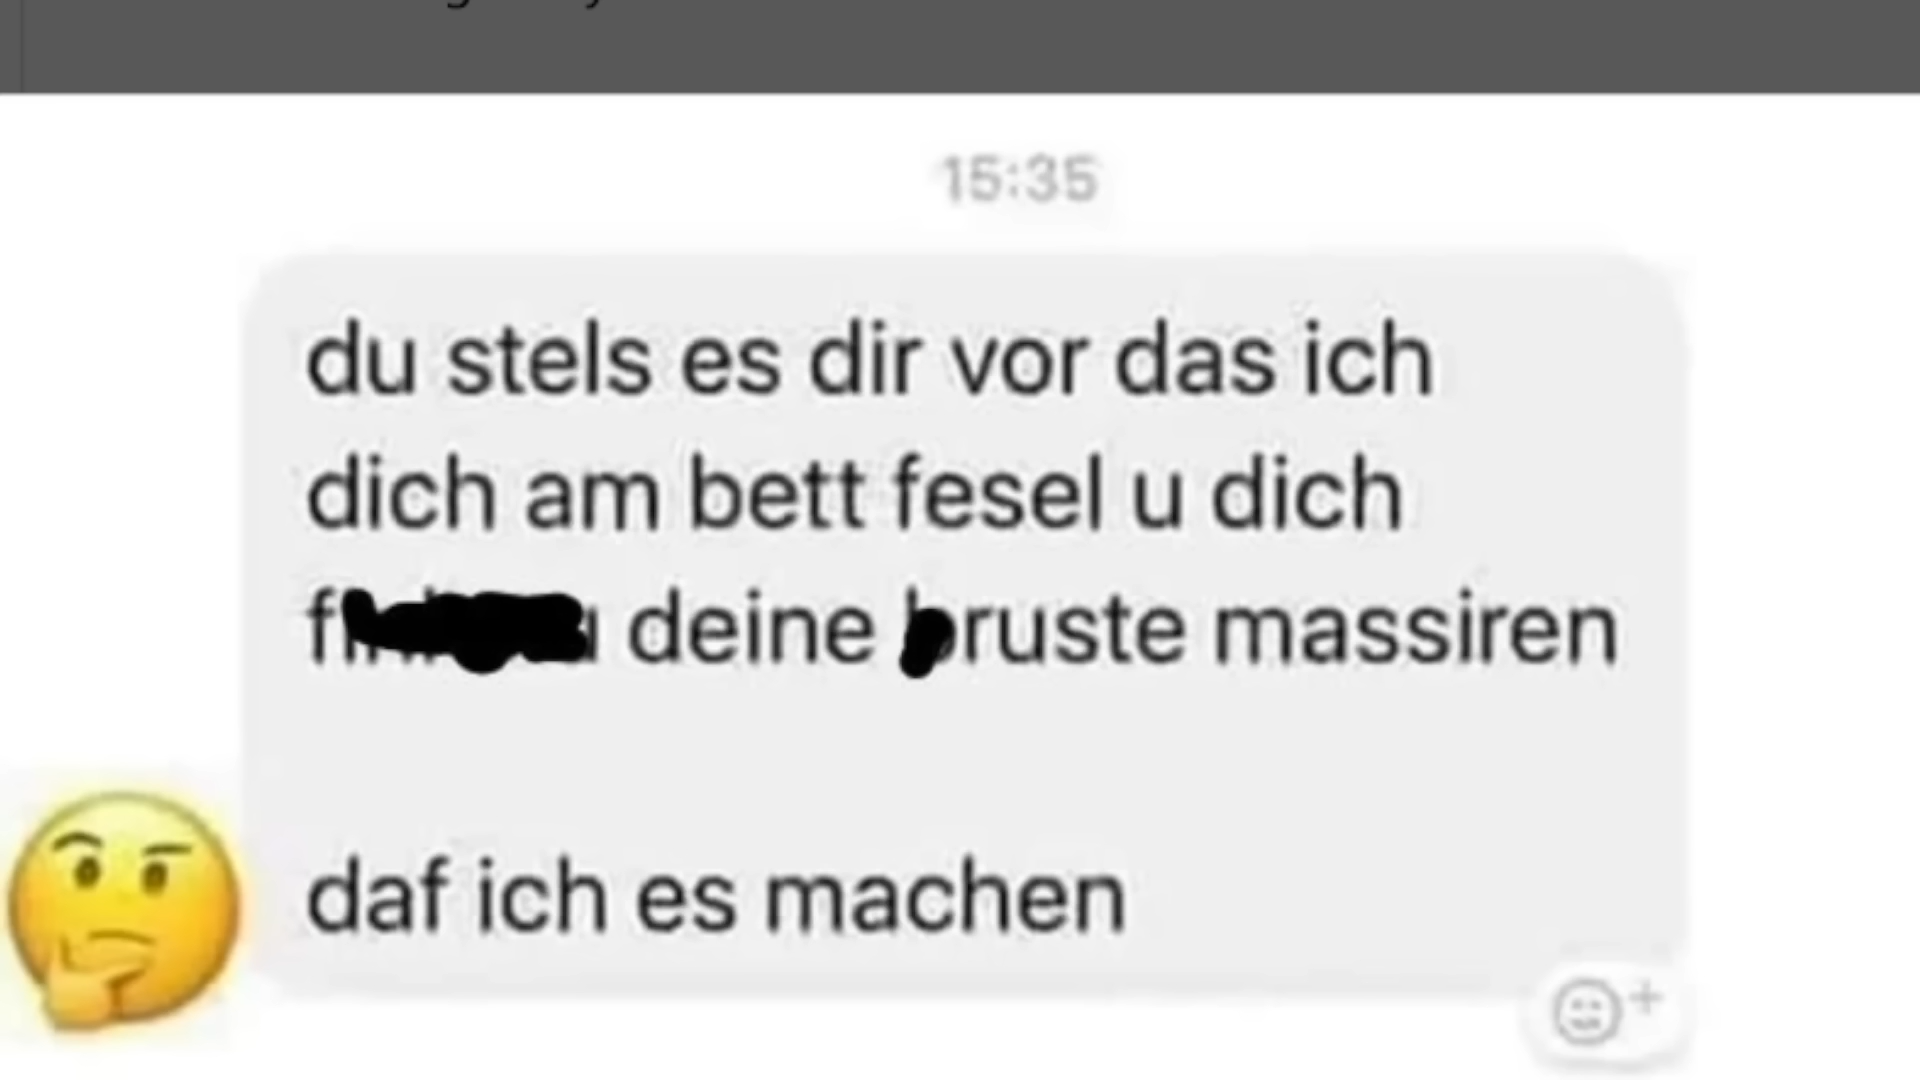 15:35
du stels es dir vor das ich
dich am bett fesel u dich
deine bruste massiren
daf ich es machen